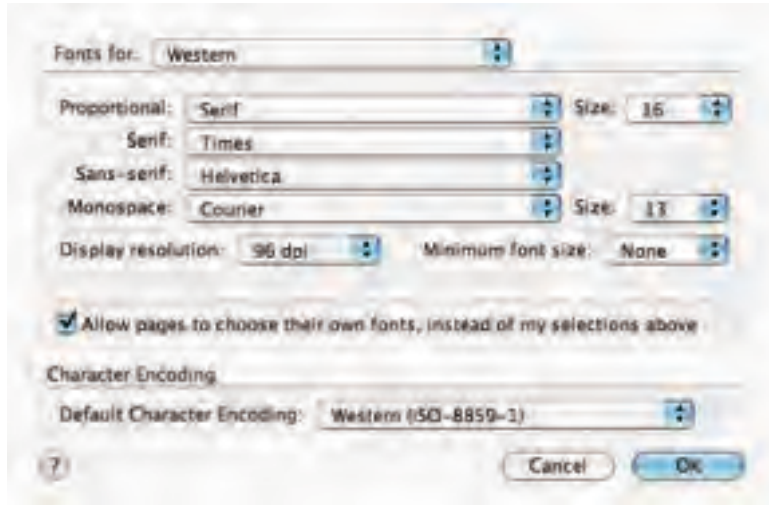 Fonts for: Western
Proportional: Serif Size: 16
Serif: Times
Sans-serif: Helvetica
Monospace: Courier Size: 13
Display resolution: 96 dpi Minimum font size: None
Allow pages to choose their own fonts, instead of my selections above
Character Encoding
Default Character Encoding: Western (ISO-8859-1)
? Cancel OK